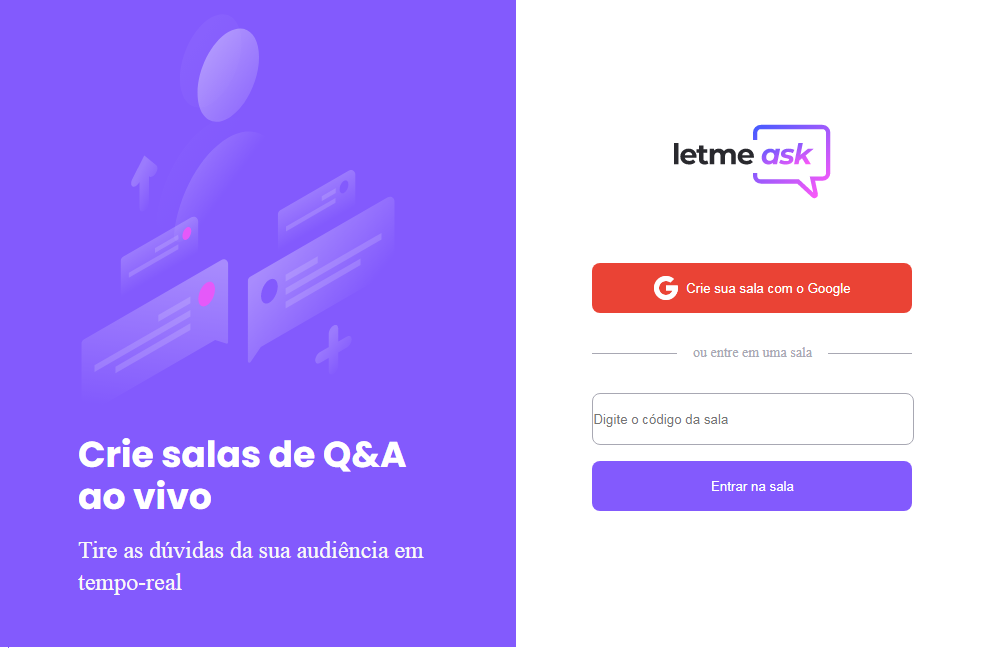 Crie salas de Q&A
ao vivo
Tire as dúvidas da sua audiência em
tempo-real
letme ask
Crie sua sala com o Google
ou entre em uma sala
Digite o código da sala
Entrar na sala